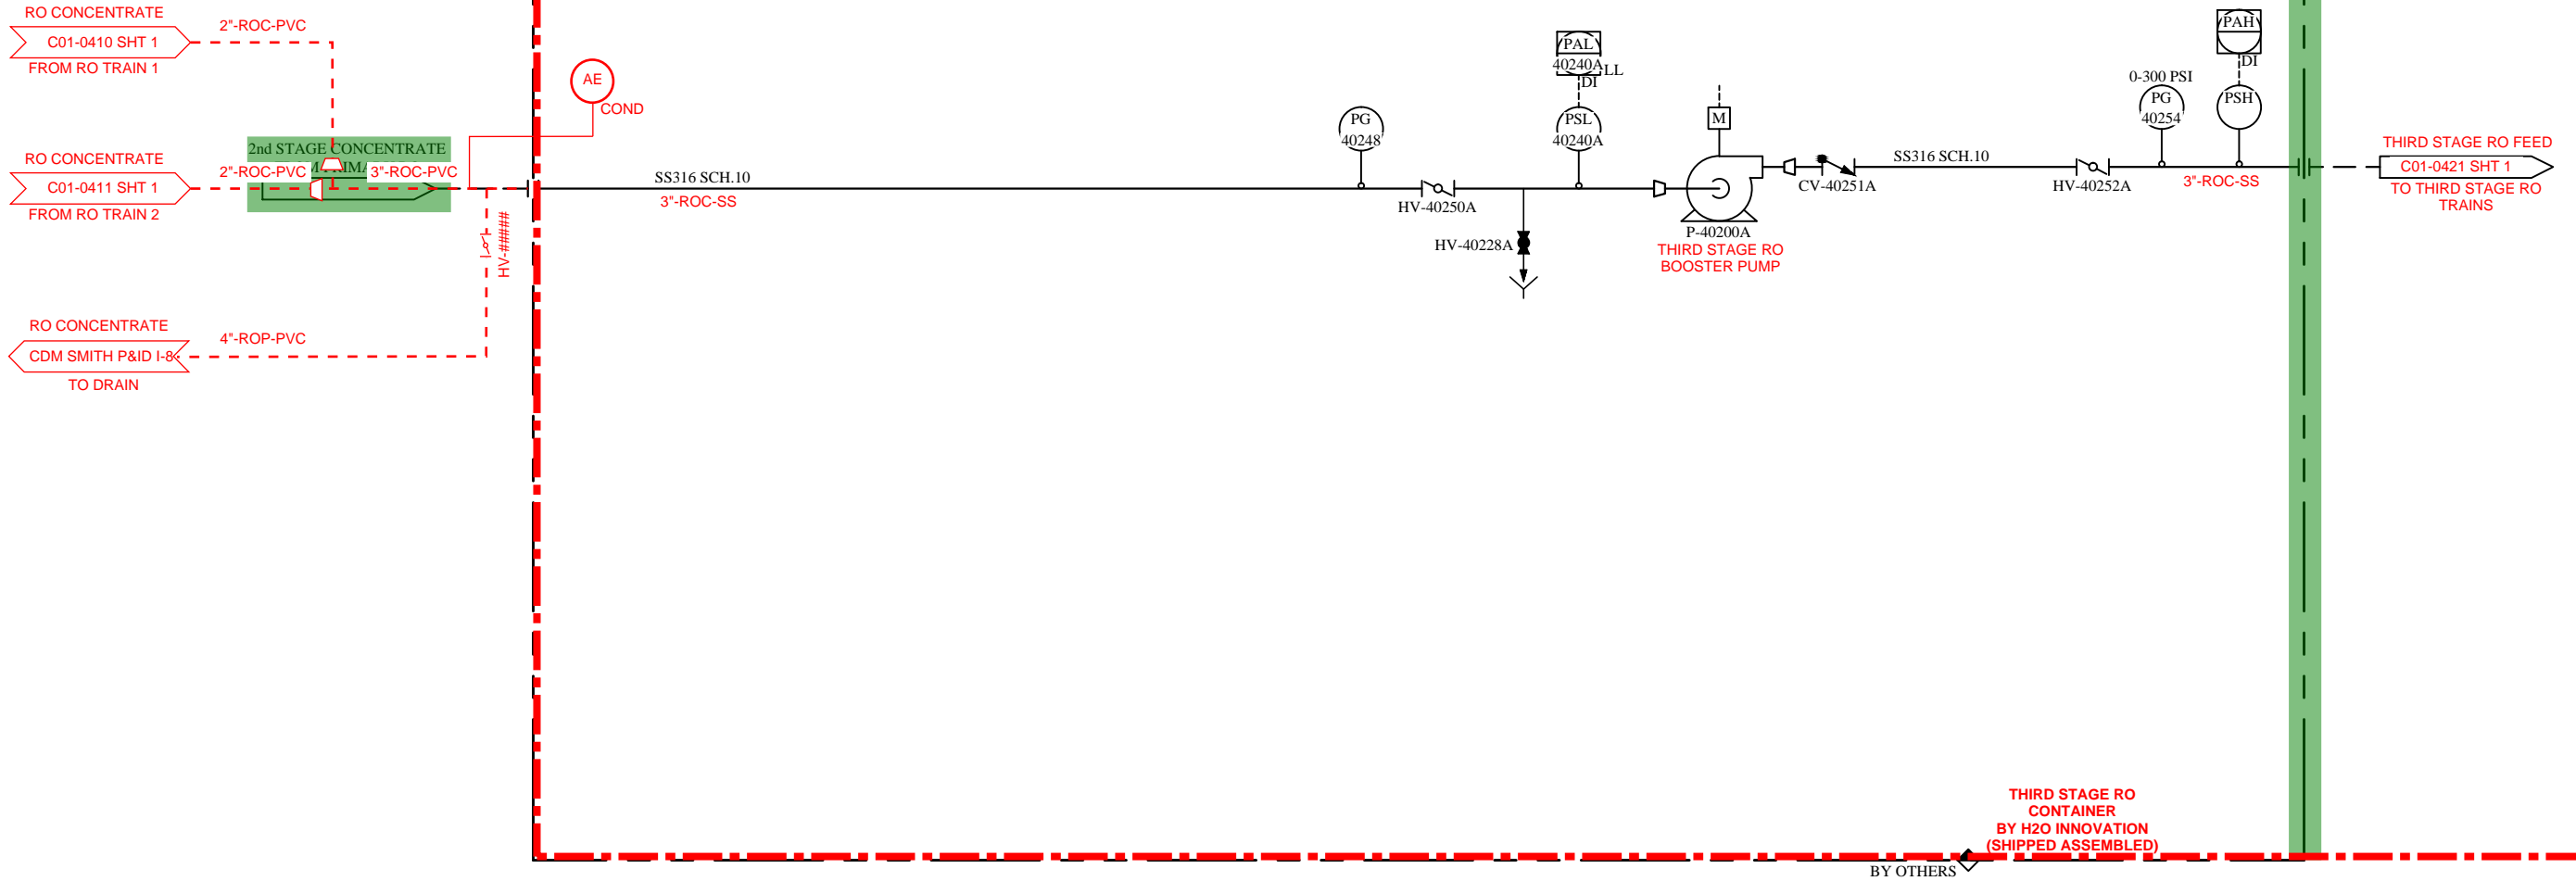 RO CONCENTRATE
C01-0410 SHT 1
FROM RO TRAIN 1
2"-ROC-PVC
AE
COND
RO CONCENTRATE
C01-0411 SHT 1
FROM RO TRAIN 2
2nd STAGE CONCENTRATE
2"-ROC-PVC
3"-ROC-PVC
HV-#####
RO CONCENTRATE
CDM SMITH P&ID I-8
TO DRAIN
4"-ROP-PVC
SS316 SCH.10
3"-ROC-SS
PG
40248
HV-40250A
HV-40228A
PAL
40240A
LL
DI
PSL
40240A
M
P-40200A
THIRD STAGE RO
BOOSTER PUMP
CV-40251A
SS316 SCH.10
HV-40252A
0-300 PSI
PG
40254
PAH
DI
PSH
3"-ROC-SS
THIRD STAGE RO FEED
C01-0421 SHT 1
TO THIRD STAGE RO
TRAINS
THIRD STAGE RO
CONTAINER
BY H2O INNOVATION
(SHIPPED ASSEMBLED)
BY OTHERS